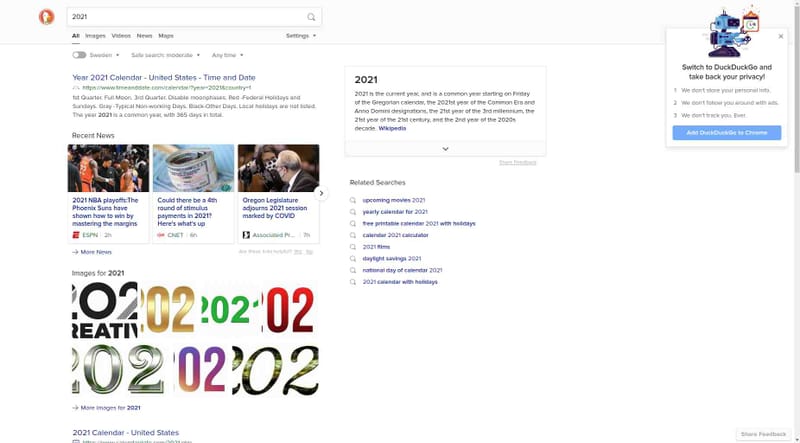 2021
All Images Videos News Maps Settings
Sweden Safe search: moderate Any time
Year 2021 Calendar - United States - Time and Date
https://www.timeanddate.com/calendar/?year=2021&country=1
1st Quarter. Full Moon. 3rd Quarter. Disable moonphases. Red -Federal Holidays and
Sundays. Gray -Typical Non-working Days. Black-Other Days. Local holidays are not listed.
The year 2021 is a common year, with 365 days in total.
Recent News
2021 NBA playoffs:The
Phoenix Suns have
shown how to win by
mastering the margins
ESPN 2h
Could there be a 4th
round of stimulus
payments in 2021?
Here's what's up
CNET 6h
Oregon Legislature
adjourns 2021 session
marked by COVID
Associated Pr... 7h
More News
Are these links helpful? Yes No
Images for 2021
202
REATIV
202
2021
202
202
202
202
More Images for 2021
2021 Calendar - United States
2021
2021 is the current year, and is a common year starting on Friday
of the Gregorian calendar, the 2021st year of the Common Era and
Anno Domini designations, the 21st year of the 3rd millennium, the
21st year of the 21st century, and the 2nd year of the 2020s
decade. Wikipedia
Share Feedback
Related Searches
upcoming movies 2021
yearly calendar for 2021
free printable calendar 2021 with holidays
calendar 2021 calculator
2021 films
daylight savings 2021
national day of calendar 2021
2021 calendar with holidays
Switch to DuckDuckGo and
take back your privacy!
1 We don't store your personal info.
2 We don't follow you around with ads.
3 We don't track you. Ever.
Add DuckDuckGo to Chrome
Share Feedback